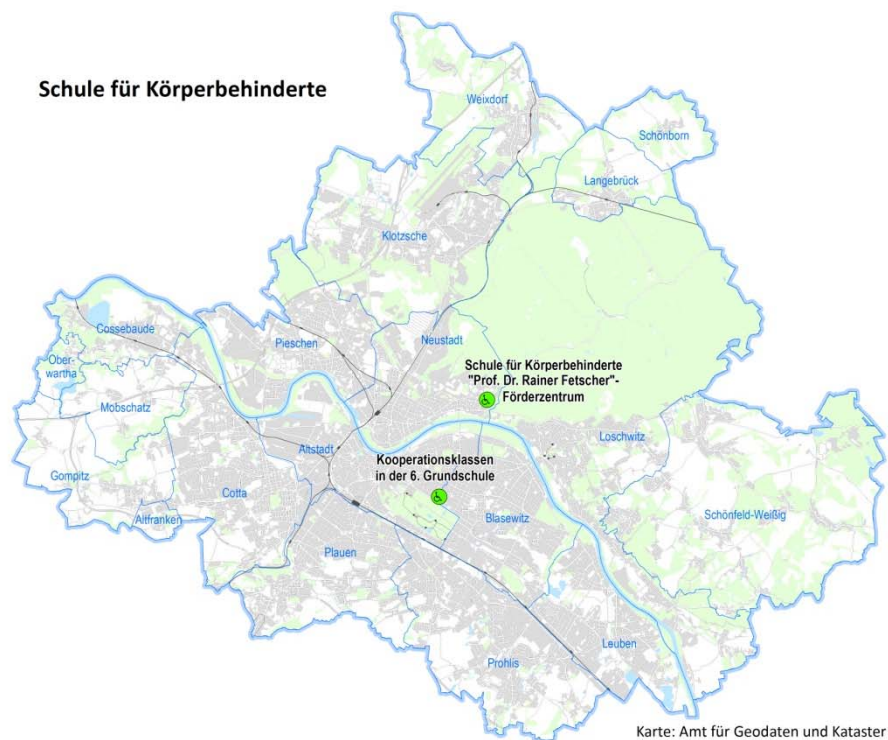 Schule für Körperbehinderte
Weixdorf
Schönborn
Langebrück
Klotzsche
Cossebaude
Pieschen
Neustadt
Ober-
wartha
Mobschatz
Schule für Körperbehinderte
"Prof. Dr. Rainer Fetscher"-
Förderzentrum
Loschwitz
Altstadt
Kooperationsklassen
in der 6. Grundschule
Gompitz
Cotta
Altfranken
Blasewitz
Schönfeld-Weißig
Plauen
Leuben
Prohlis
Karte: Amt für Geodaten und Kataster